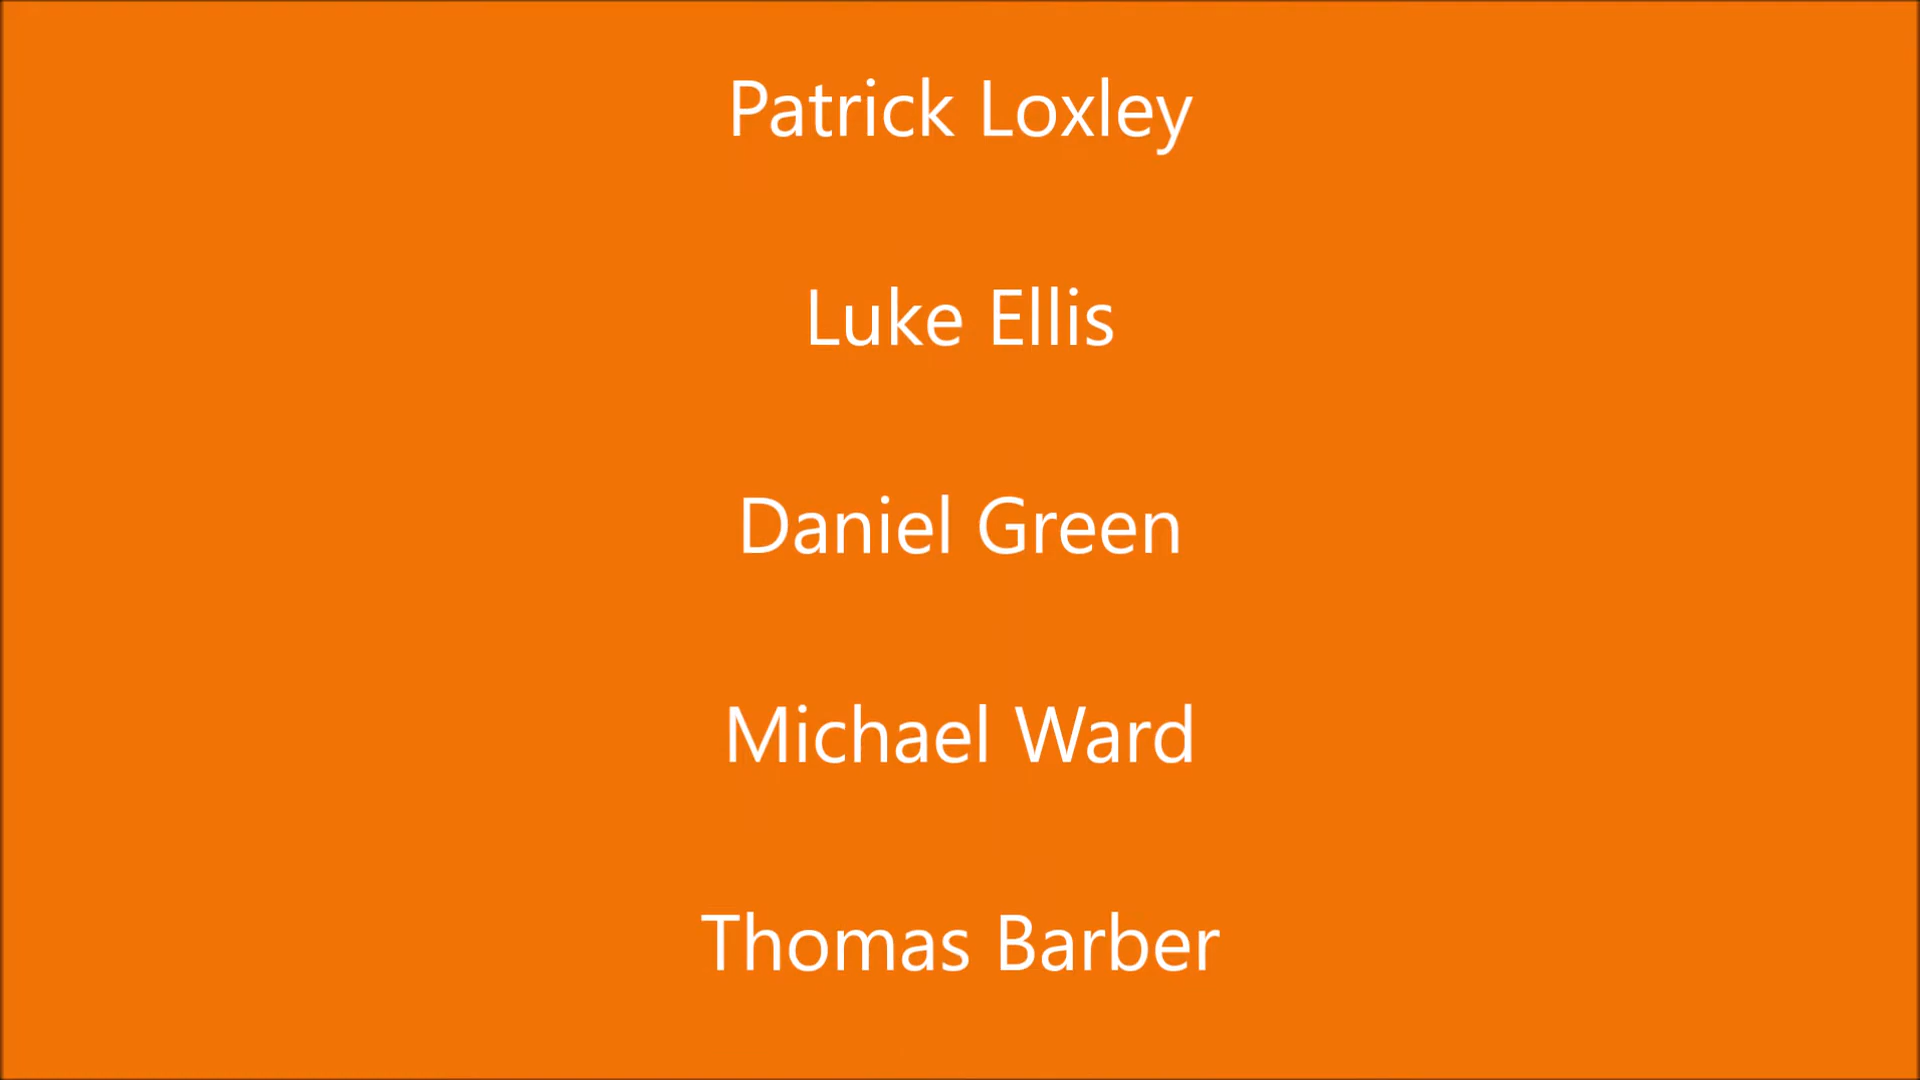 Patrick Loxley
Luke Ellis
Daniel Green
Michael Ward
Thomas Barber